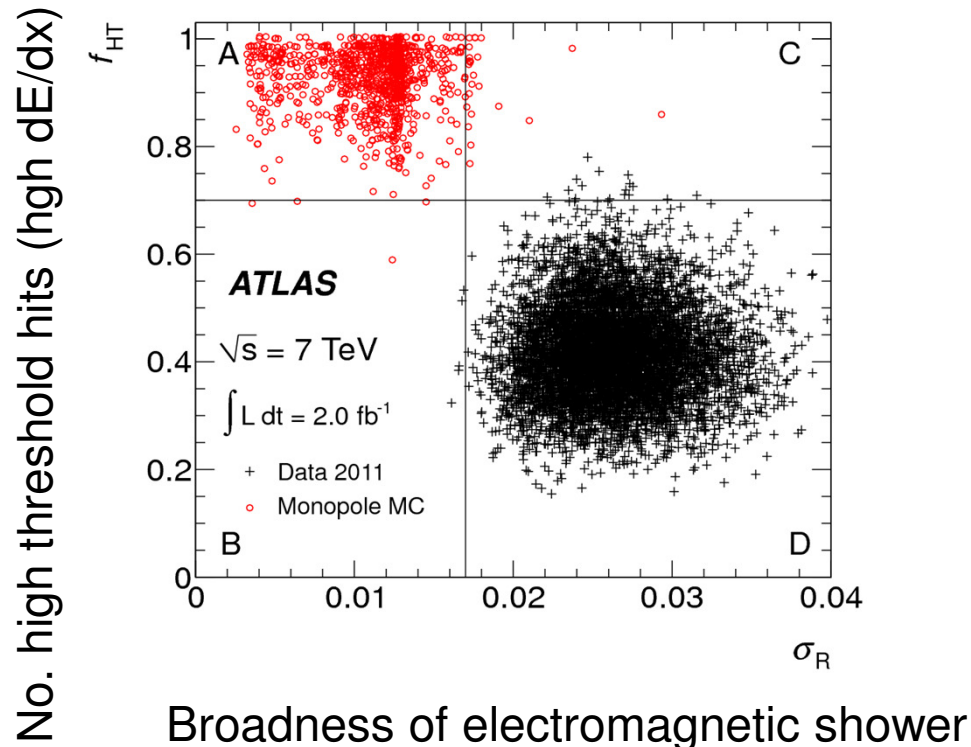 No. high threshold hits (hgh dE/dx)
f_HT
1
0.8
0.6
0.4
0.2
0
A
C
ATLAS
√s = 7 TeV
∫ L dt = 2.0 fb⁻¹
+ Data 2011
○ Monopole MC
B
D
0 0.01 0.02 0.03 0.04
σ_R
Broadness of electromagnetic shower